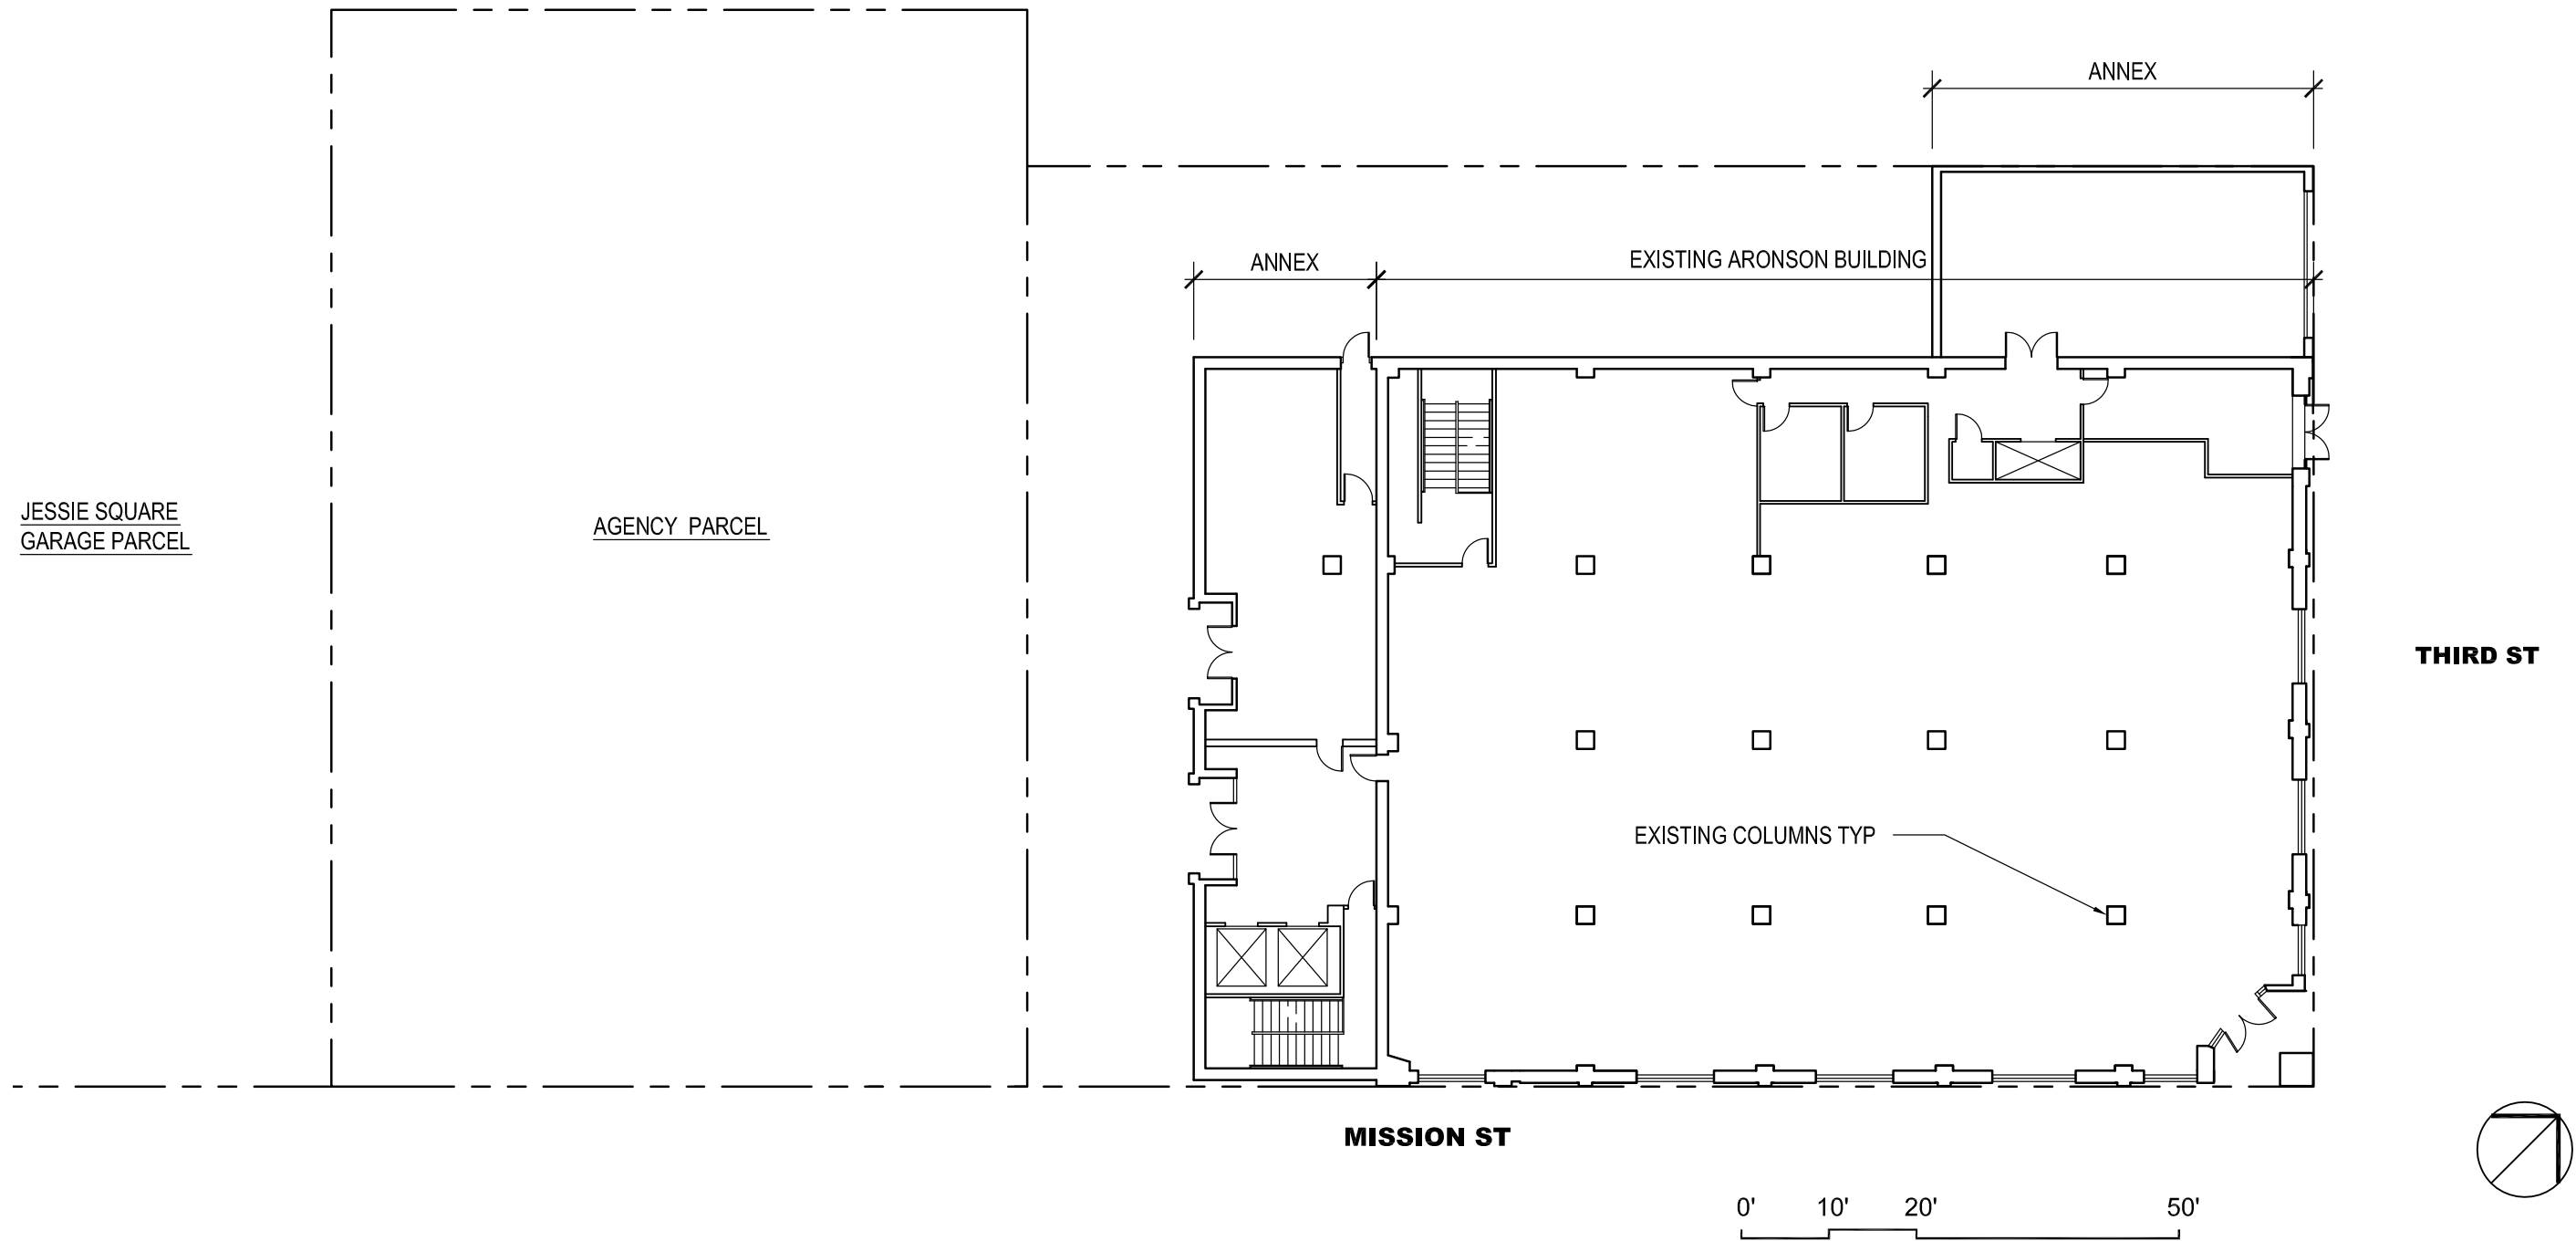 ANNEX
ANNEX
EXISTING ARONSON BUILDING
JESSIE SQUARE
GARAGE PARCEL
AGENCY PARCEL
THIRD ST
EXISTING COLUMNS TYP
MISSION ST
0' 10' 20' 50'